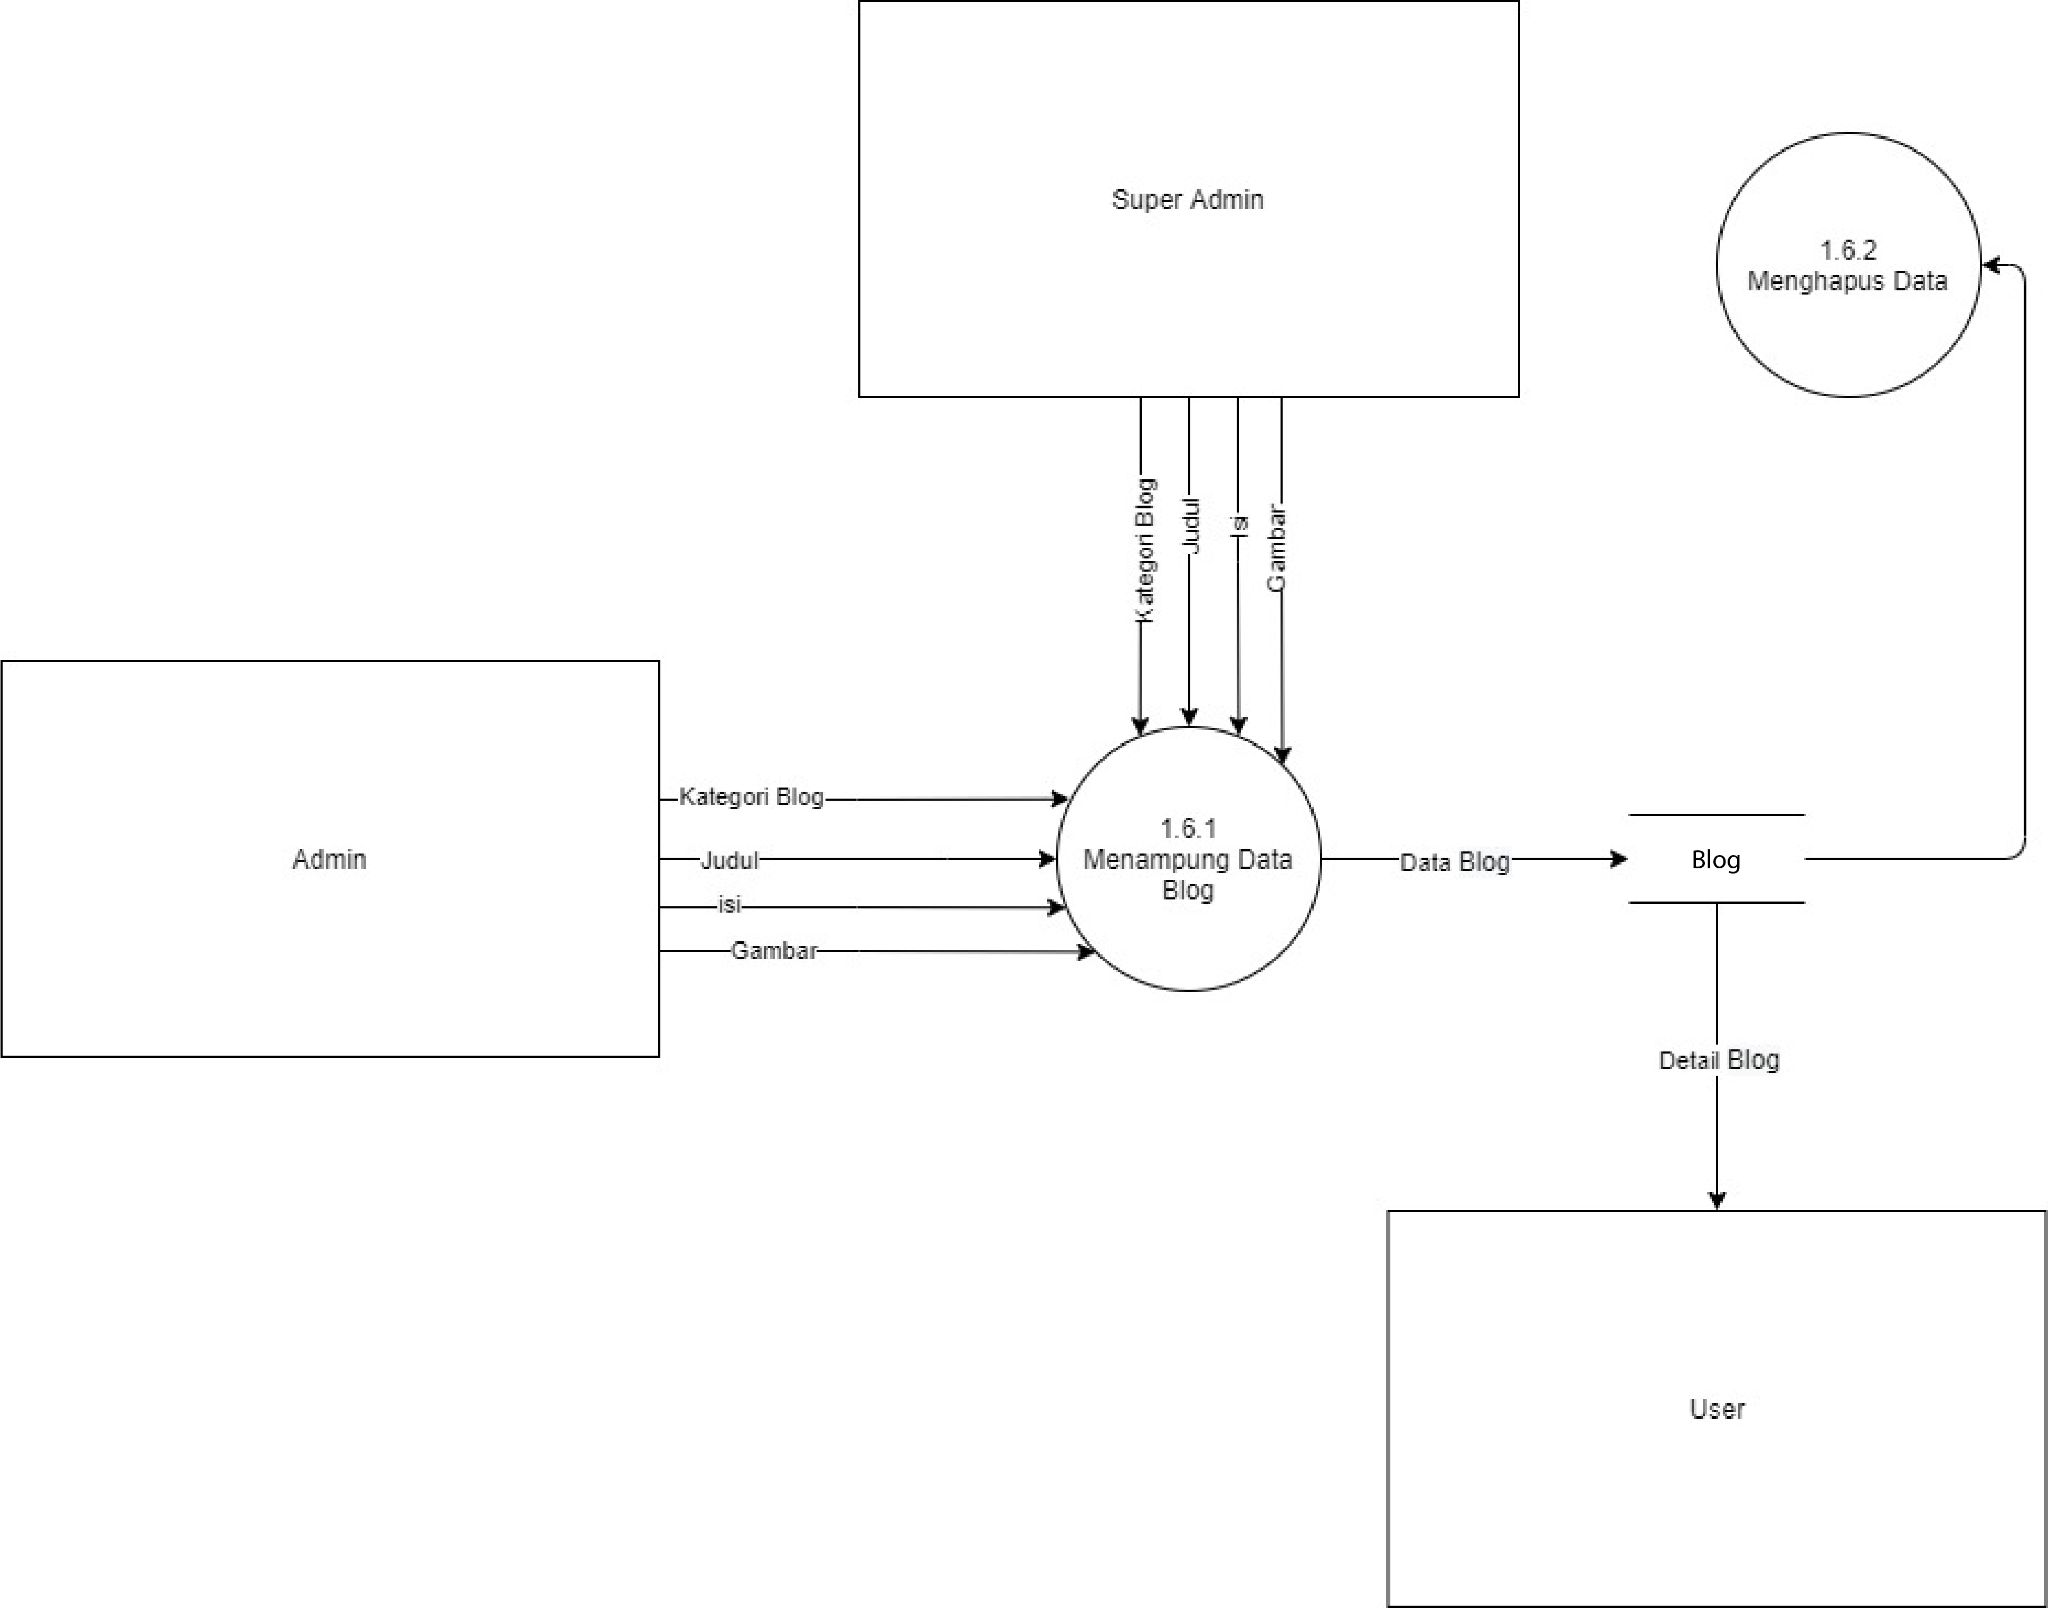 Super Admin
1.6.2
Menghapus Data
Kategori Blog
Judul
Isi
Gambar
Admin
Kategori Blog
Judul
isi
Gambar
1.6.1
Menampung Data
Blog
Data Blog
Blog
Detail Blog
User